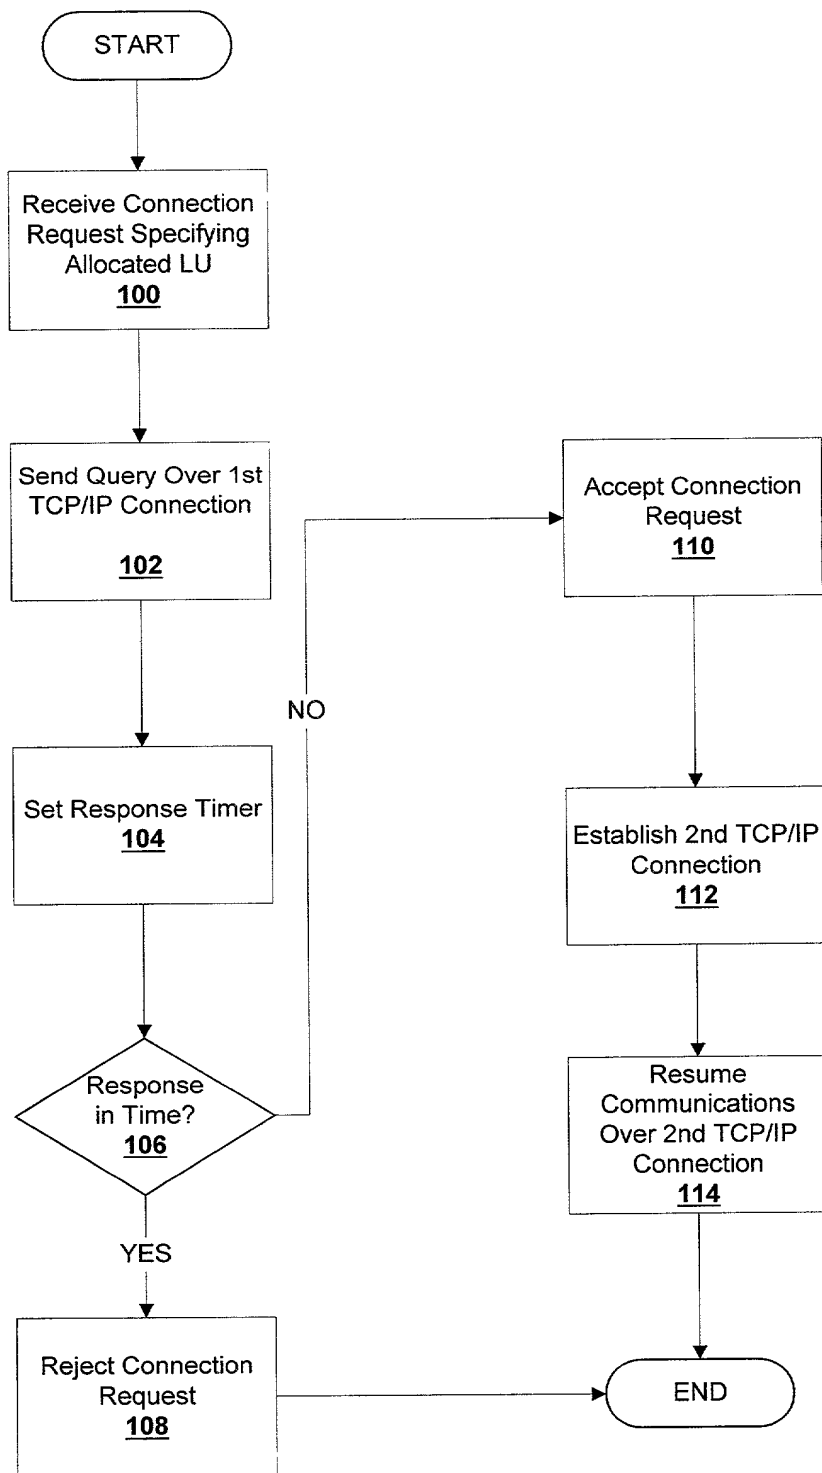 START
Receive Connection
Request Specifying
Allocated LU
100
Send Query Over 1st
TCP/IP Connection
102
Set Response Timer
104
Response
in Time?
106
YES
Reject Connection
Request
108
NO
Accept Connection
Request
110
Establish 2nd TCP/IP
Connection
112
Resume
Communications
Over 2nd TCP/IP
Connection
114
END